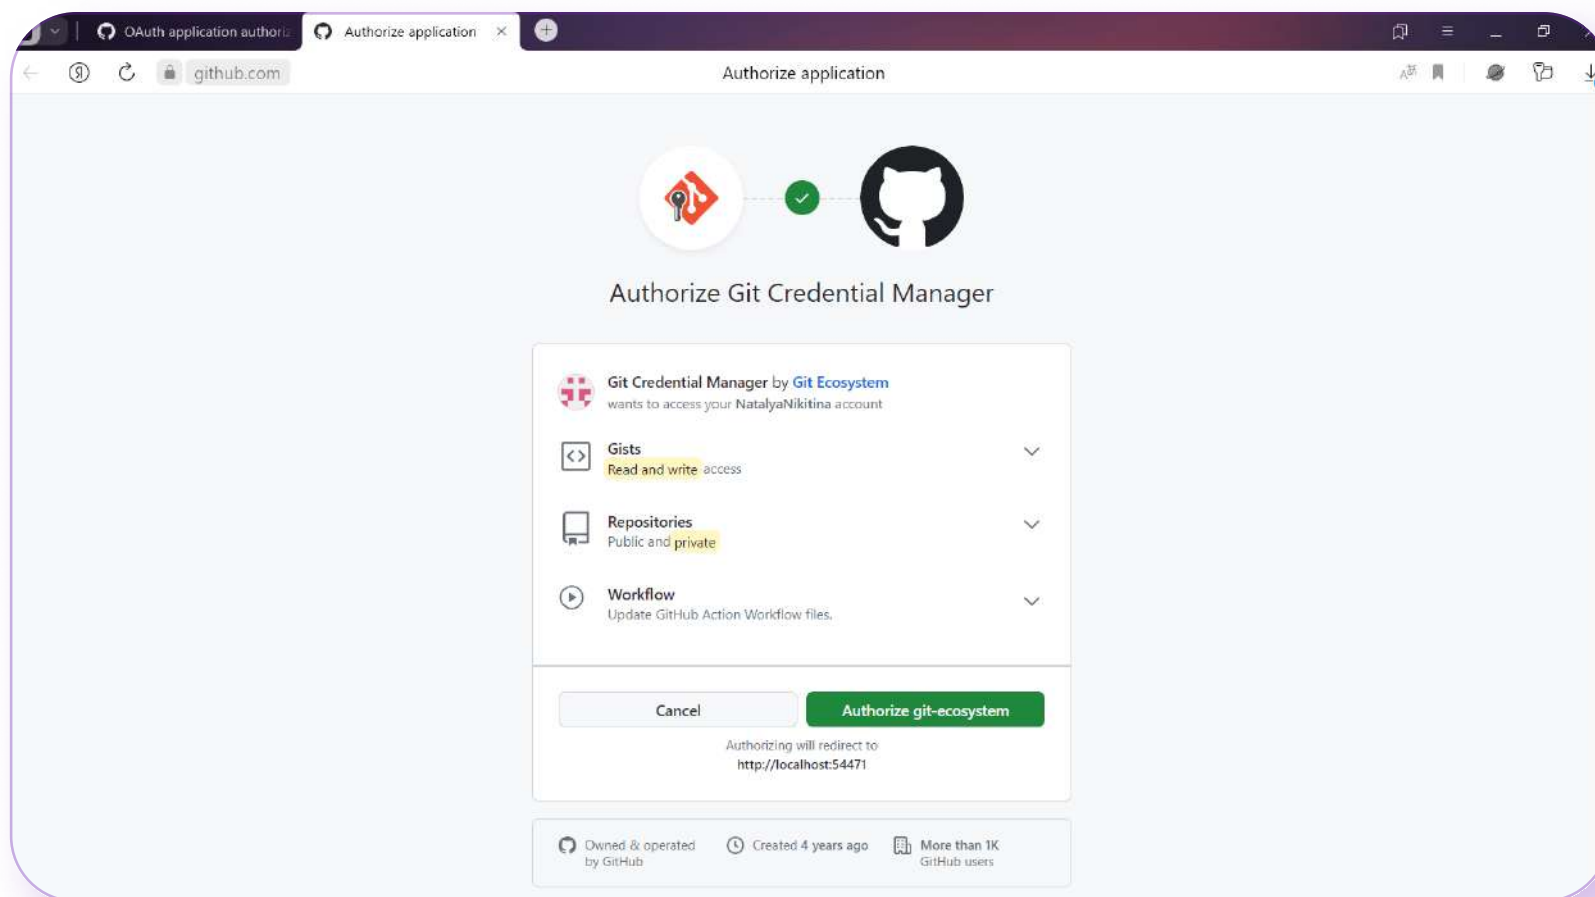 OAuth application authoriz
Authorize application
github.com
Authorize application
Authorize Git Credential Manager
Git Credential Manager by Git Ecosystem
wants to access your NatalyaNikitina account
Gists
Read and write access
Repositories
Public and private
Workflow
Update GitHub Action Workflow files.
Cancel
Authorize git-ecosystem
Authorizing will redirect to
http://localhost:54471
Owned & operated
by GitHub
Created 4 years ago
More than 1K
GitHub users